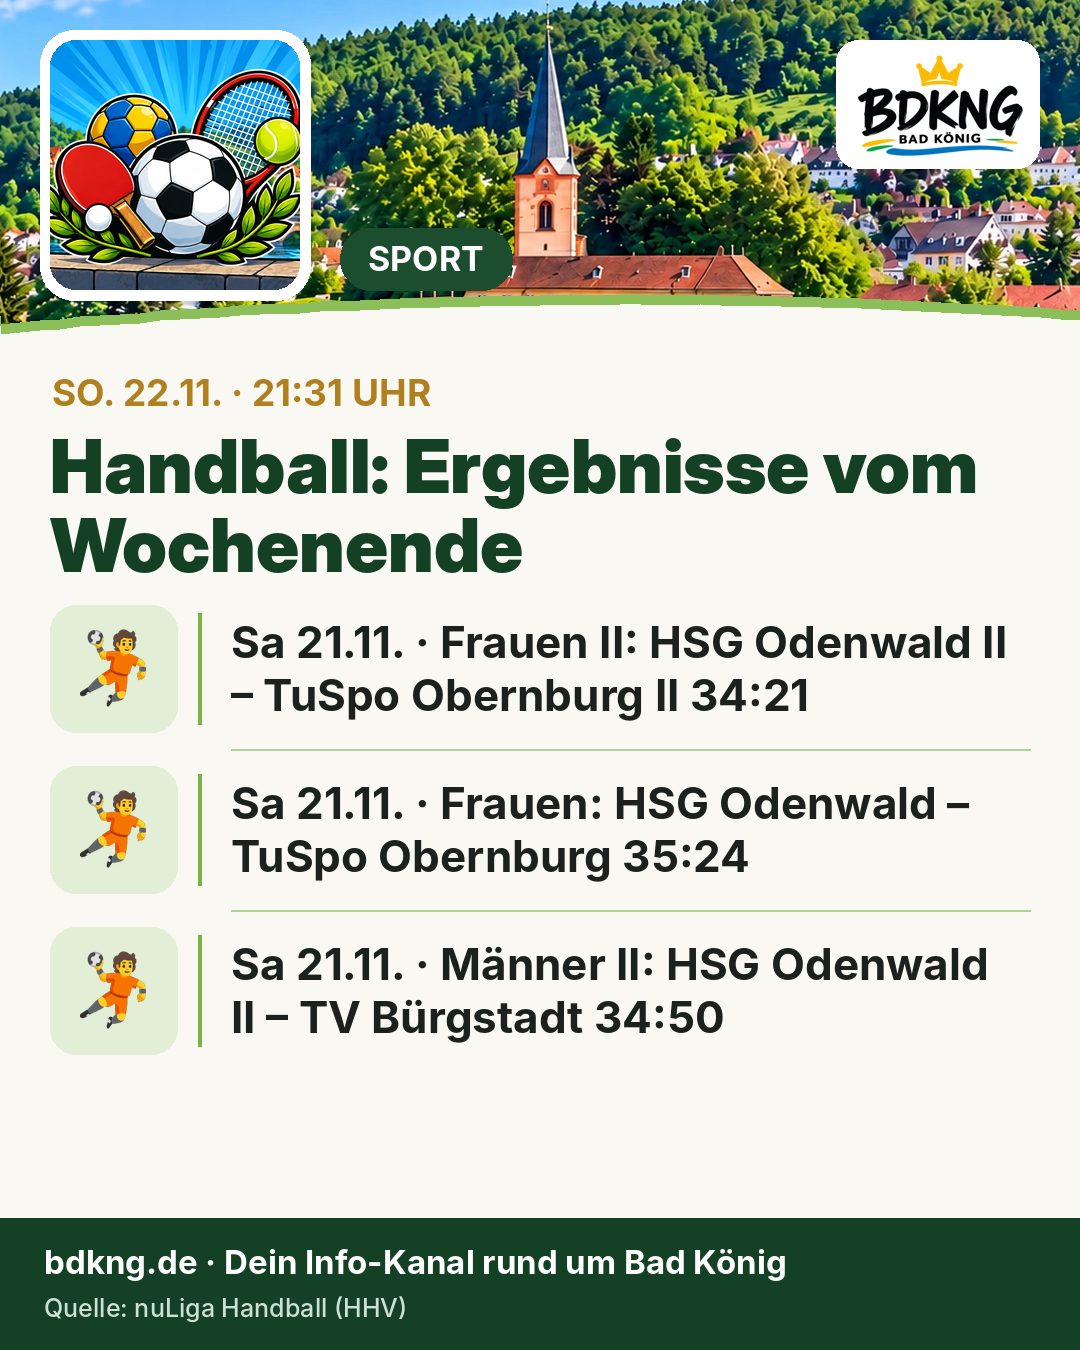 BDKNG
BAD KÖNIG
SPORT
SO. 22.11. · 21:31 UHR
Handball: Ergebnisse vom
Wochenende
Sa 21.11. · Frauen II: HSG Odenwald II
– TuSpo Obernburg II 34:21
Sa 21.11. · Frauen: HSG Odenwald –
TuSpo Obernburg 35:24
Sa 21.11. · Männer II: HSG Odenwald
II – TV Bürgstadt 34:50
bdkng.de · Dein Info-Kanal rund um Bad König
Quelle: nuLiga Handball (HHV)